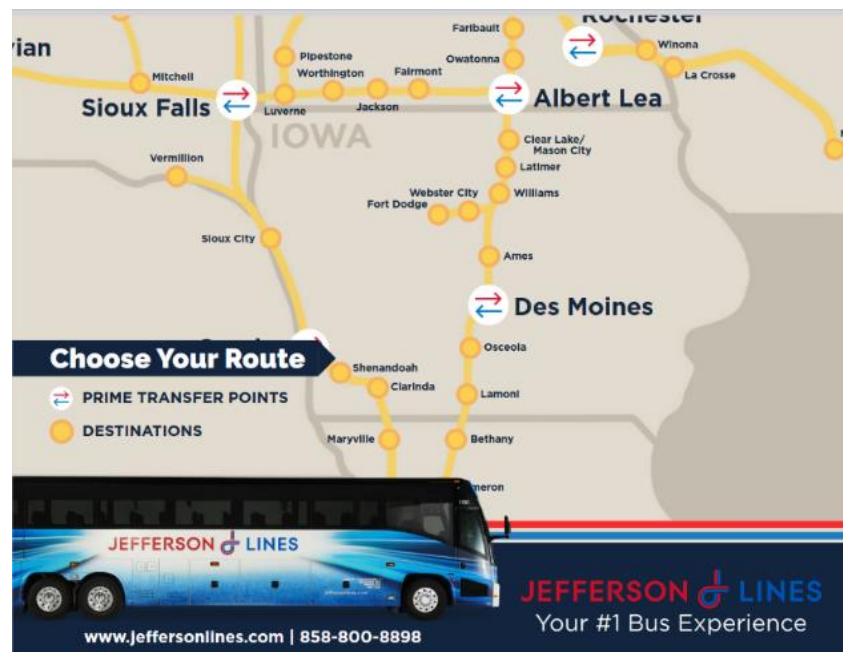 Rochester
Faribault
vian
Winona
Pipestone
Owatonna
Worthington
Fairmont
La Crosse
Mitchell
Sioux Falls
Luverne
Jackson
Albert Lea
IOWA
Clear Lake/
Mason City
Vermillion
Latimer
Webster City
Williams
Fort Dodge
Sioux City
Ames
Des Moines
Osceola
Choose Your Route
Shenandoah
Clarinda
PRIME TRANSFER POINTS
Lamoni
DESTINATIONS
Maryville
Bethany
meron
JEFFERSON LINES
jeffersonlines.com
JEFFERSON LINES
Your #1 Bus Experience
www.jeffersonlines.com | 858-800-8898